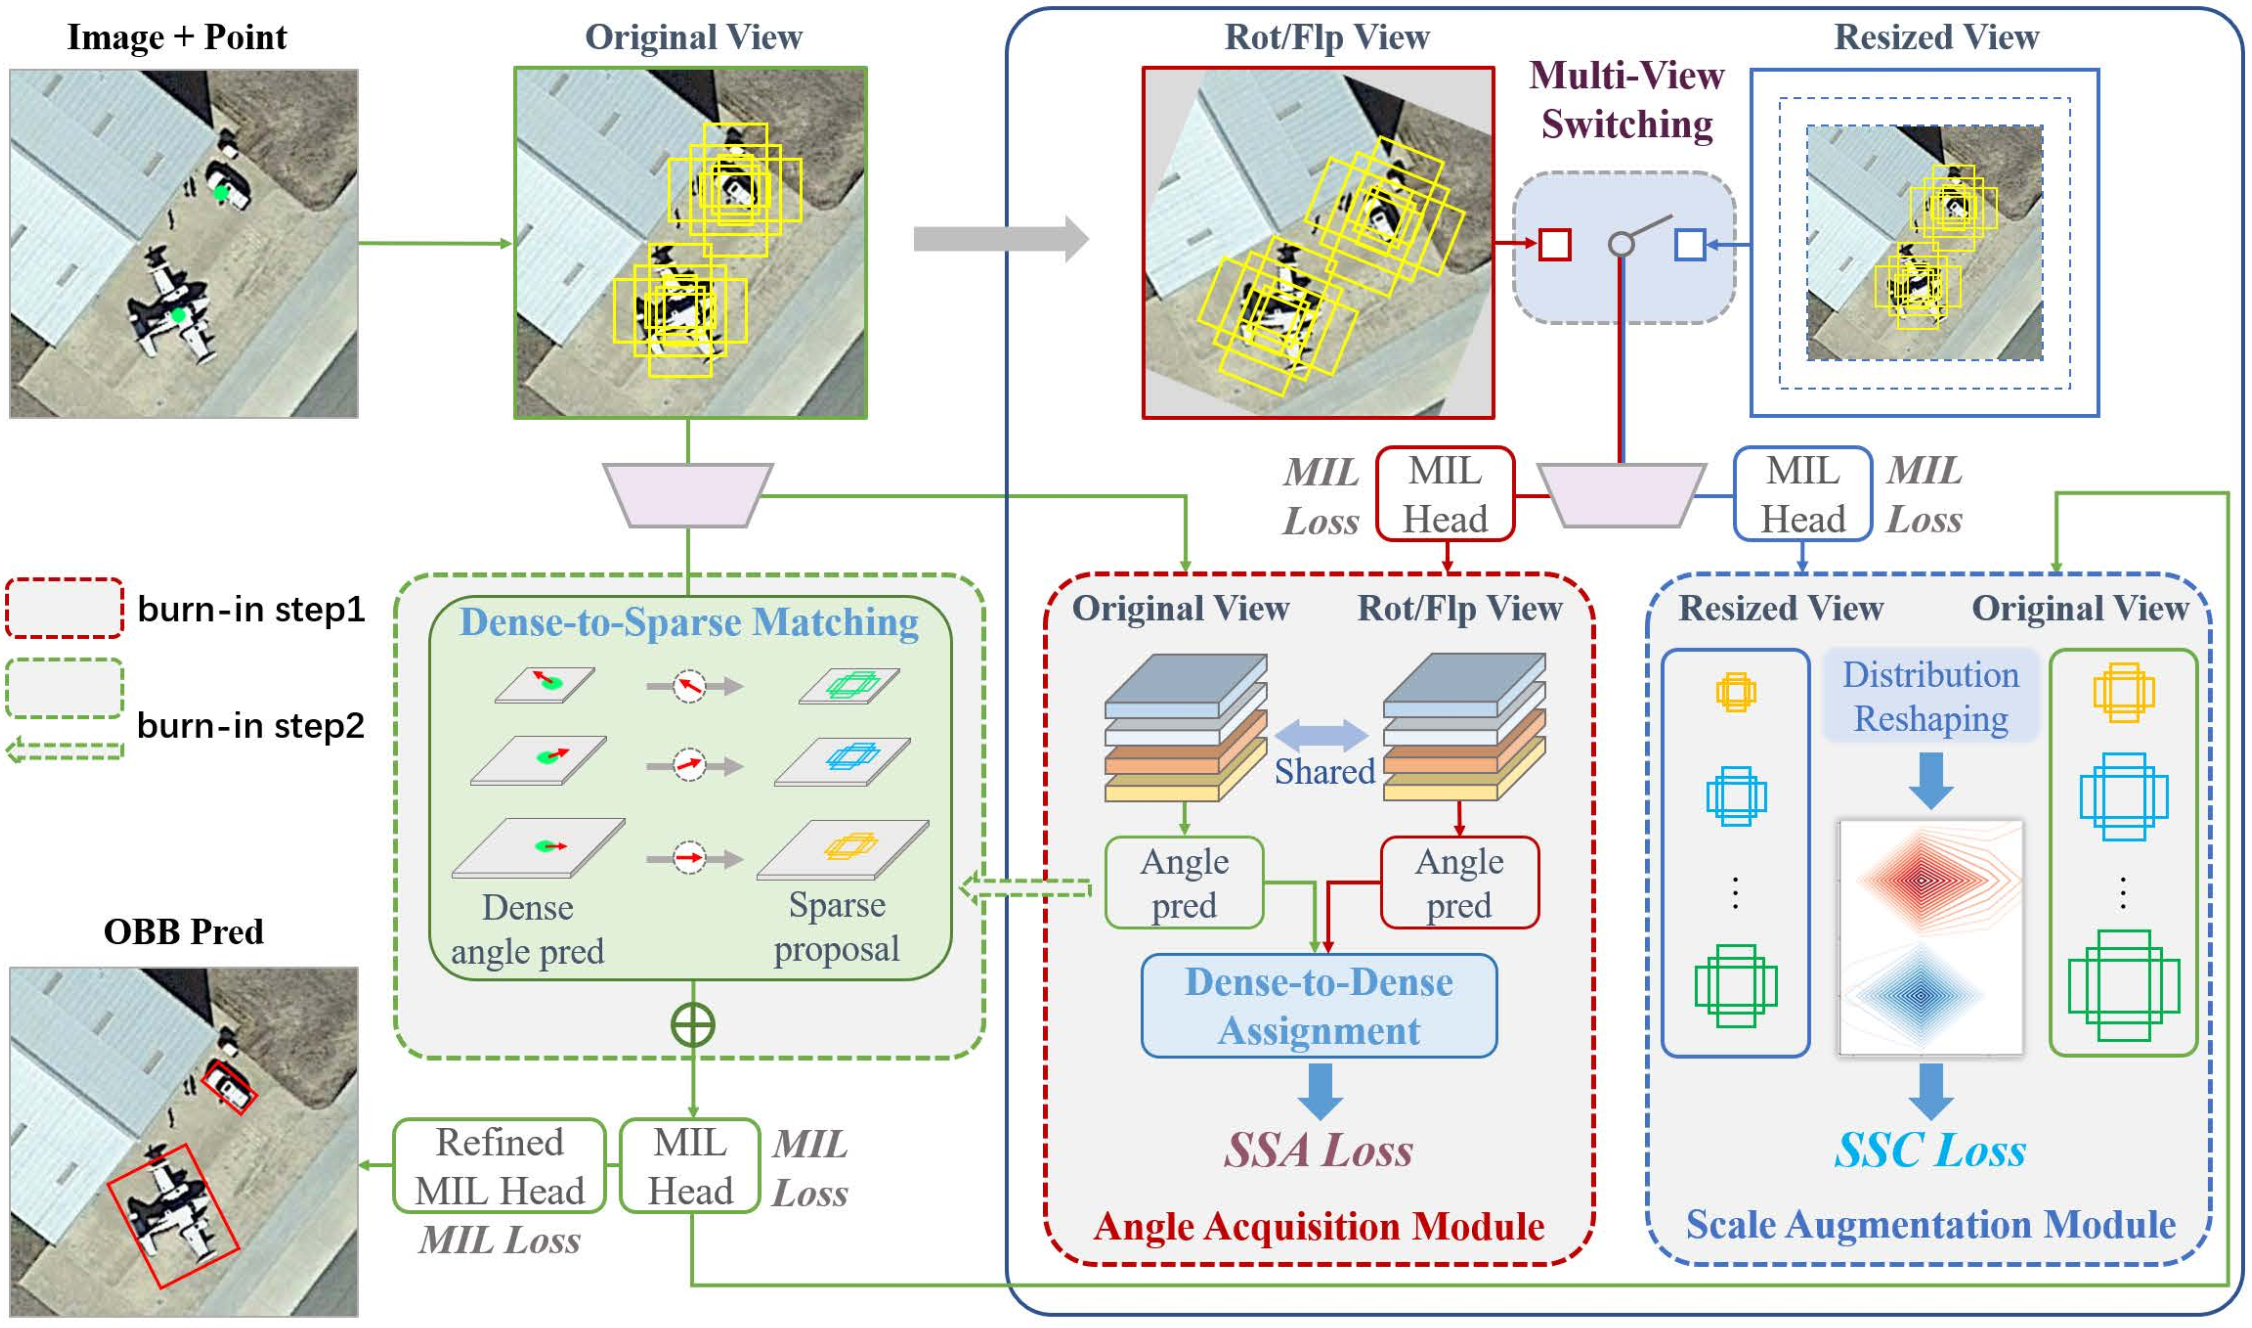 Image + Point
Original View
Rot/Flp View
Resized View
Multi-View
Switching
MIL
Loss
MIL
Head
MIL
Head
MIL
Loss
burn-in step1
burn-in step2
Dense-to-Sparse Matching
Dense
angle pred
Sparse
proposal
Original View
Rot/Flp View
Shared
Angle
pred
Angle
pred
Dense-to-Dense
Assignment
SSA Loss
Angle Acquisition Module
Resized View
Original View
Distribution
Reshaping
⋮
⋮
SSC Loss
Scale Augmentation Module
OBB Pred
Refined
MIL Head
MIL Loss
MIL
Head
MIL
Loss